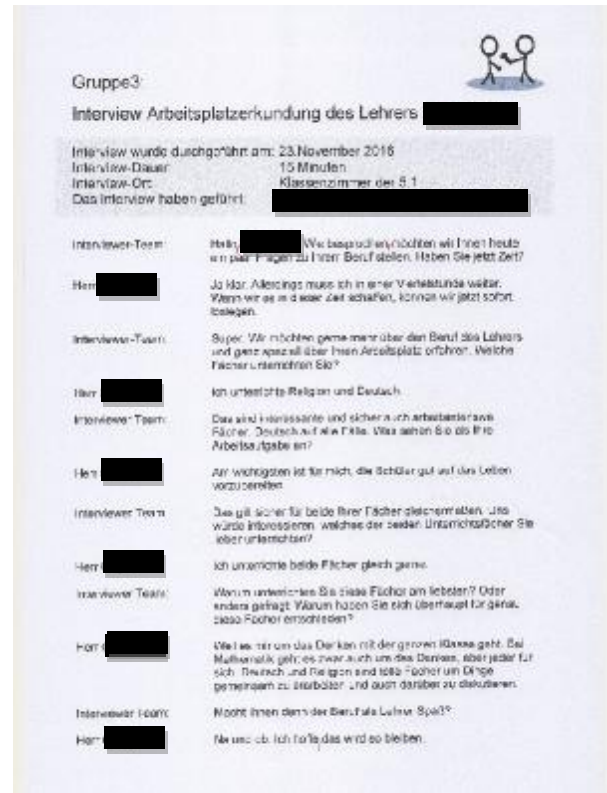 Gruppe3:
Interview Arbeitsplatzerkundung des Lehrers
Interview wurde durchgeführt am: 23.November 2016
Interview-Dauer: 15 Minuten
Interview-Ort: Klassenzimmer der 5.1
Das Interview haben geführt:
Interviewer-Team: Hallo Wie besprochen möchten wir Ihnen heute
ein paar Fragen zu Ihrem Beruf stellen. Haben Sie jetzt Zeit?
Herr Ja klar. Allerdings muss ich in einer Viertelstunde weiter.
Wenn wir es in dieser Zeit schaffen, können wir jetzt sofort
loslegen.
Interviewer-Team: Super. Wir möchten gerne mehr über den Beruf des Lehrers
und ganz speziell über Ihren Arbeitsplatz erfahren. Welche
Fächer unterrichten Sie?
Herr Ich unterrichte Religion und Deutsch.
Interviewer Team: Das sind interessante und sicher auch arbeitsintensive
Fächer. Deutsch auf alle Fälle. Was sehen Sie als Ihre
Arbeitsaufgabe an?
Herr Am wichtigsten ist für mich, die Schüler gut auf das Leben
vorzubereiten
Interviewer Team: Das gilt sicher für beide Ihrer Fächer gleichermaßen. Uns
würde interessieren, welches der beiden Unterrichtsfächer Sie
lieber unterrichten?
Herr Ich unterrichte beide Fächer gleich gerne.
Interviewer Team: Warum unterrichten Sie diese Fächer am liebsten? Oder
anders gefragt: Warum haben Sie sich überhaupt für genau
diese Fächer entschieden?
Herr Weil es mir um das Denken mit der ganzen Klasse geht. Bei
Mathematik geht es zwar auch um das Denken, aber jeder für
sich. Deutsch und Religion sind tolle Fächer um Dinge
gemeinsam zu erarbeiten und auch darüber zu diskutieren.
Interviewer Team: Macht Ihnen denn der Beruf als Lehrer Spaß?
Herr Na und ob. Ich hoffe,das wird so bleiben.